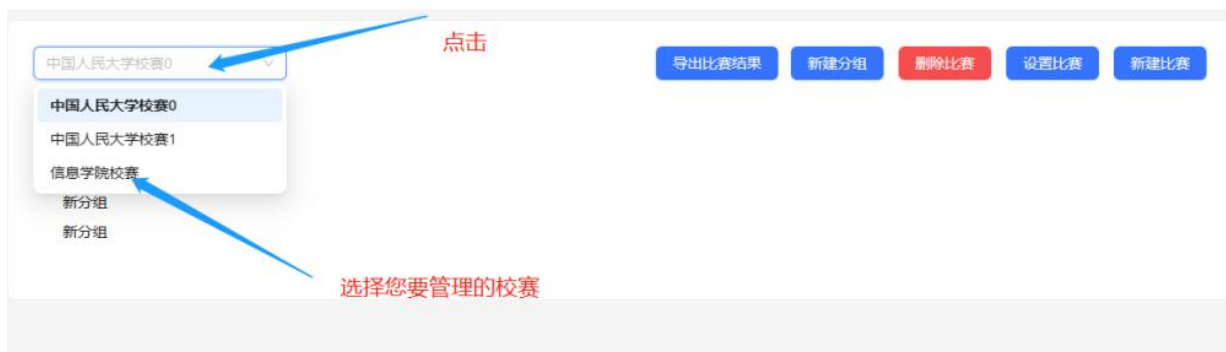 点击
中国人民大学校赛0
导出比赛结果 新建分组 删除比赛 设置比赛 新建比赛
中国人民大学校赛0
中国人民大学校赛1
信息学院校赛
新分组
新分组
选择您要管理的校赛